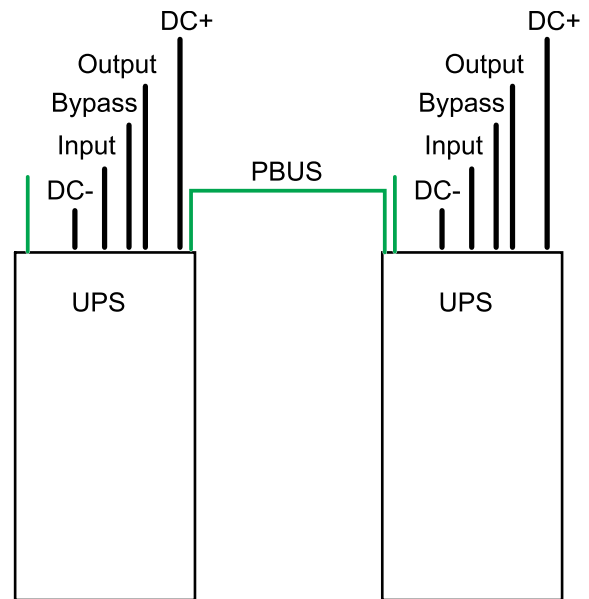 DC+
Output
Bypass
Input
DC-
PBUS
DC+
Output
Bypass
Input
DC-
UPS
UPS